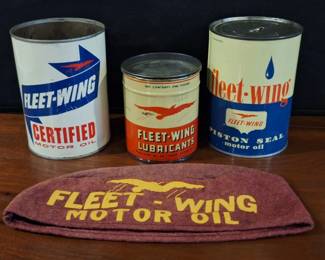 FLEET-WING
CERTIFIED
MOTOR OIL
FLEET-WING
LUBRICANTS
fleet-wing
FLEET-WING
PISTON SEAL
motor oil
FLEET-WING
MOTOR OIL